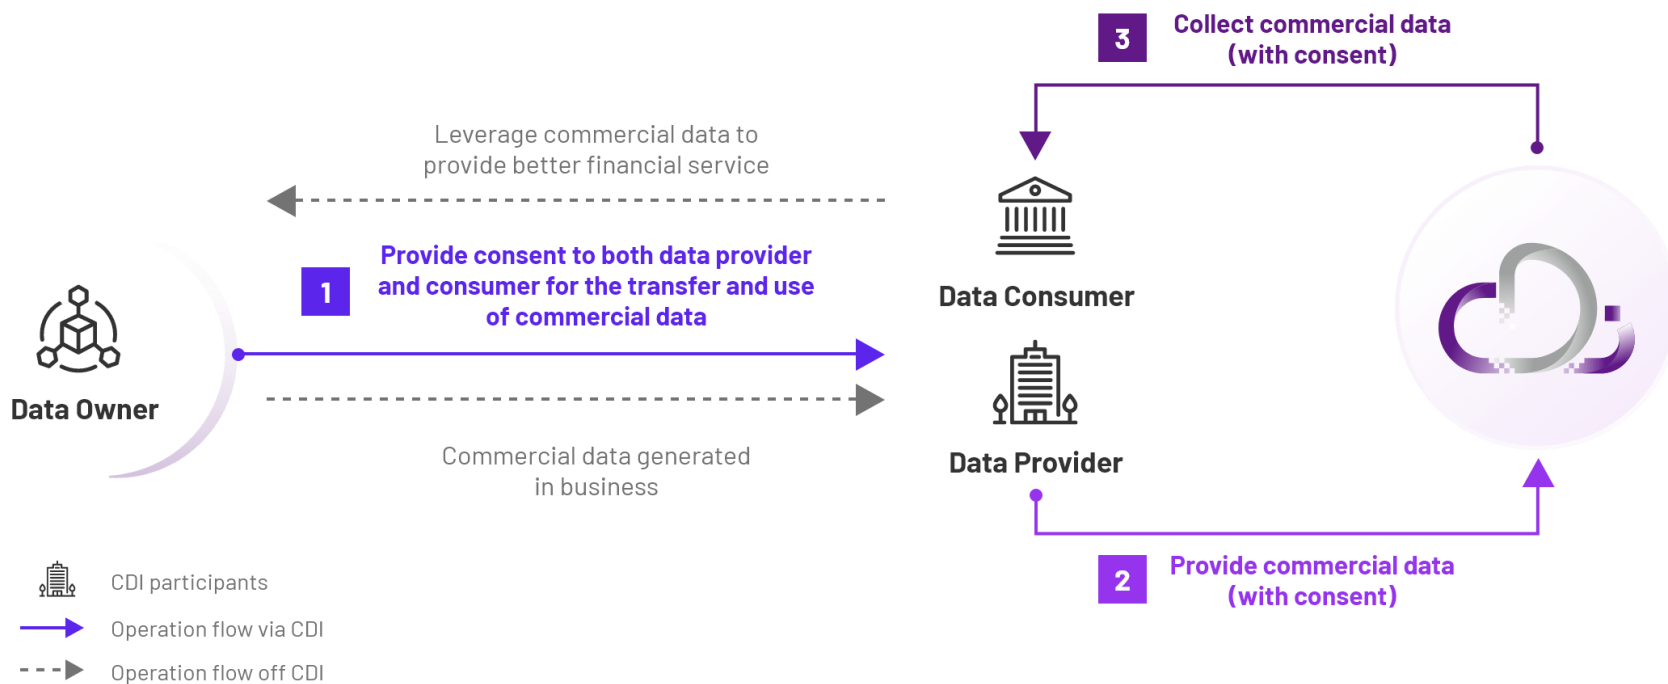 3
Collect commercial data
(with consent)
Leverage commercial data to
provide better financial service
1
Provide consent to both data provider
and consumer for the transfer and use
of commercial data
Data Consumer
Data Owner
Data Provider
Commercial data generated
in business
2
Provide commercial data
(with consent)
CDI participants
Operation flow via CDI
Operation flow off CDI